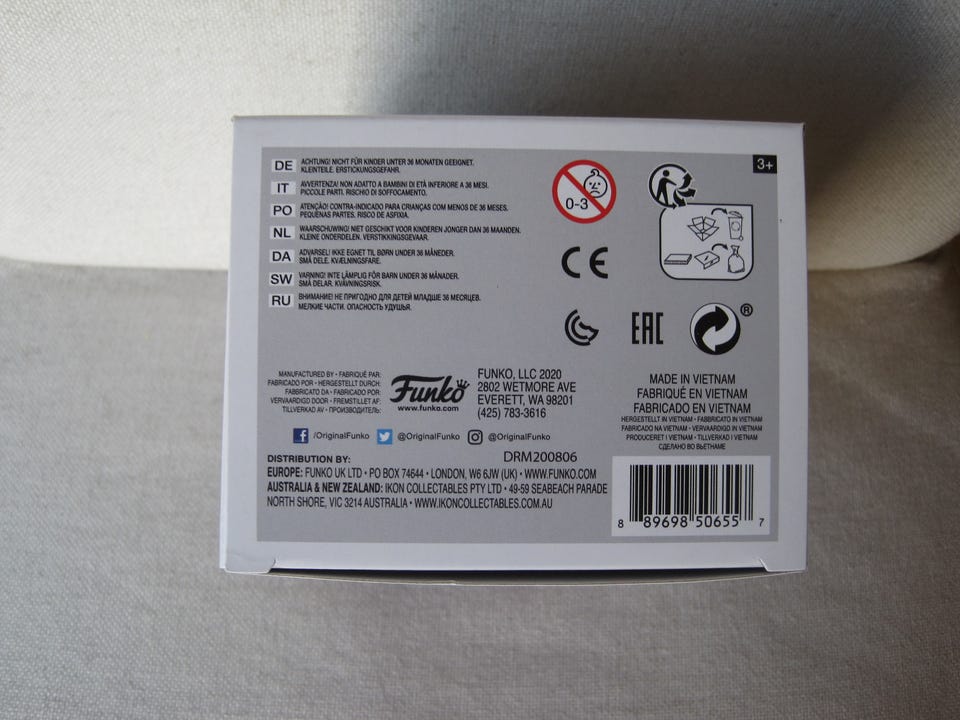 DE ACHTUNG! NICHT FÜR KINDER UNTER 36 MONATEN GEEIGNET.
KLEINTEILE. ERSTICKUNGSGEFAHR.
IT AVVERTENZA! NON ADATTO A BAMBINI DI ETÀ INFERIORE A 36 MESI.
PICCOLE PARTI. RISCHIO DI SOFFOCAMENTO.
PO ATENÇÃO! CONTRA-INDICADO PARA CRIANÇAS COM MENOS DE 36 MESES.
PEQUENAS PARTES. RISCO DE ASFIXIA.
NL WAARSCHUWING! NIET GESCHIKT VOOR KINDEREN JONGER DAN 36 MAANDEN.
KLEINE ONDERDELEN. VERSTIKKINGSGEVAAR.
DA ADVARSEL! IKKE EGNET TIL BØRN UNDER 36 MÅNEDER.
SMÅ DELE. KVÆLNINGSFARE.
SW VARNING! INTE LÄMPLIG FÖR BARN UNDER 36 MÅNADER.
SMÅ DELAR. KVÄVNINGSRISK.
RU ВНИМАНИЕ! НЕ ПРИГОДНО ДЛЯ ДЕТЕЙ МЛАДШЕ 36 МЕСЯЦЕВ.
МЕЛКИЕ ЧАСТИ. ОПАСНОСТЬ УДУШЬЯ.
0-3
3+
CE
EAC
®
MANUFACTURED BY • FABRIQUÉ PAR:
FABRICADO POR • HERGESTELLT DURCH:
FABBRICATO DA • FABRICADO POR:
VERVAARDIGD DOOR • FREMSTILLET AF:
TILLVERKAD AV • ПРОИЗВОДИТЕЛЬ:
Funko
www.funko.com
FUNKO, LLC 2020
2802 WETMORE AVE
EVERETT, WA 98201
(425) 783-3616
/OriginalFunko @OriginalFunko @OriginalFunko
MADE IN VIETNAM
FABRIQUÉ EN VIETNAM
FABRICADO EN VIETNAM
HERGESTELLT IN VIETNAM • FABBRICATO IN VIETNAM
FABRICADO NA VIETNAM • VERVAARDIGD IN VIETNAM
PRODUCERET I VIETNAM • TILLVERKAD I VIETNAM
СДЕЛАНО ВО ВЬЕТНАМЕ
DISTRIBUTION BY: DRM200806
EUROPE: FUNKO UK LTD • PO BOX 74644 • LONDON, W6 6JW (UK) • WWW.FUNKO.COM
AUSTRALIA & NEW ZEALAND: IKON COLLECTABLES PTY LTD • 49-59 SEABEACH PARADE
NORTH SHORE, VIC 3214 AUSTRALIA • WWW.IKONCOLLECTABLES.COM.AU
8 89698 50655 7